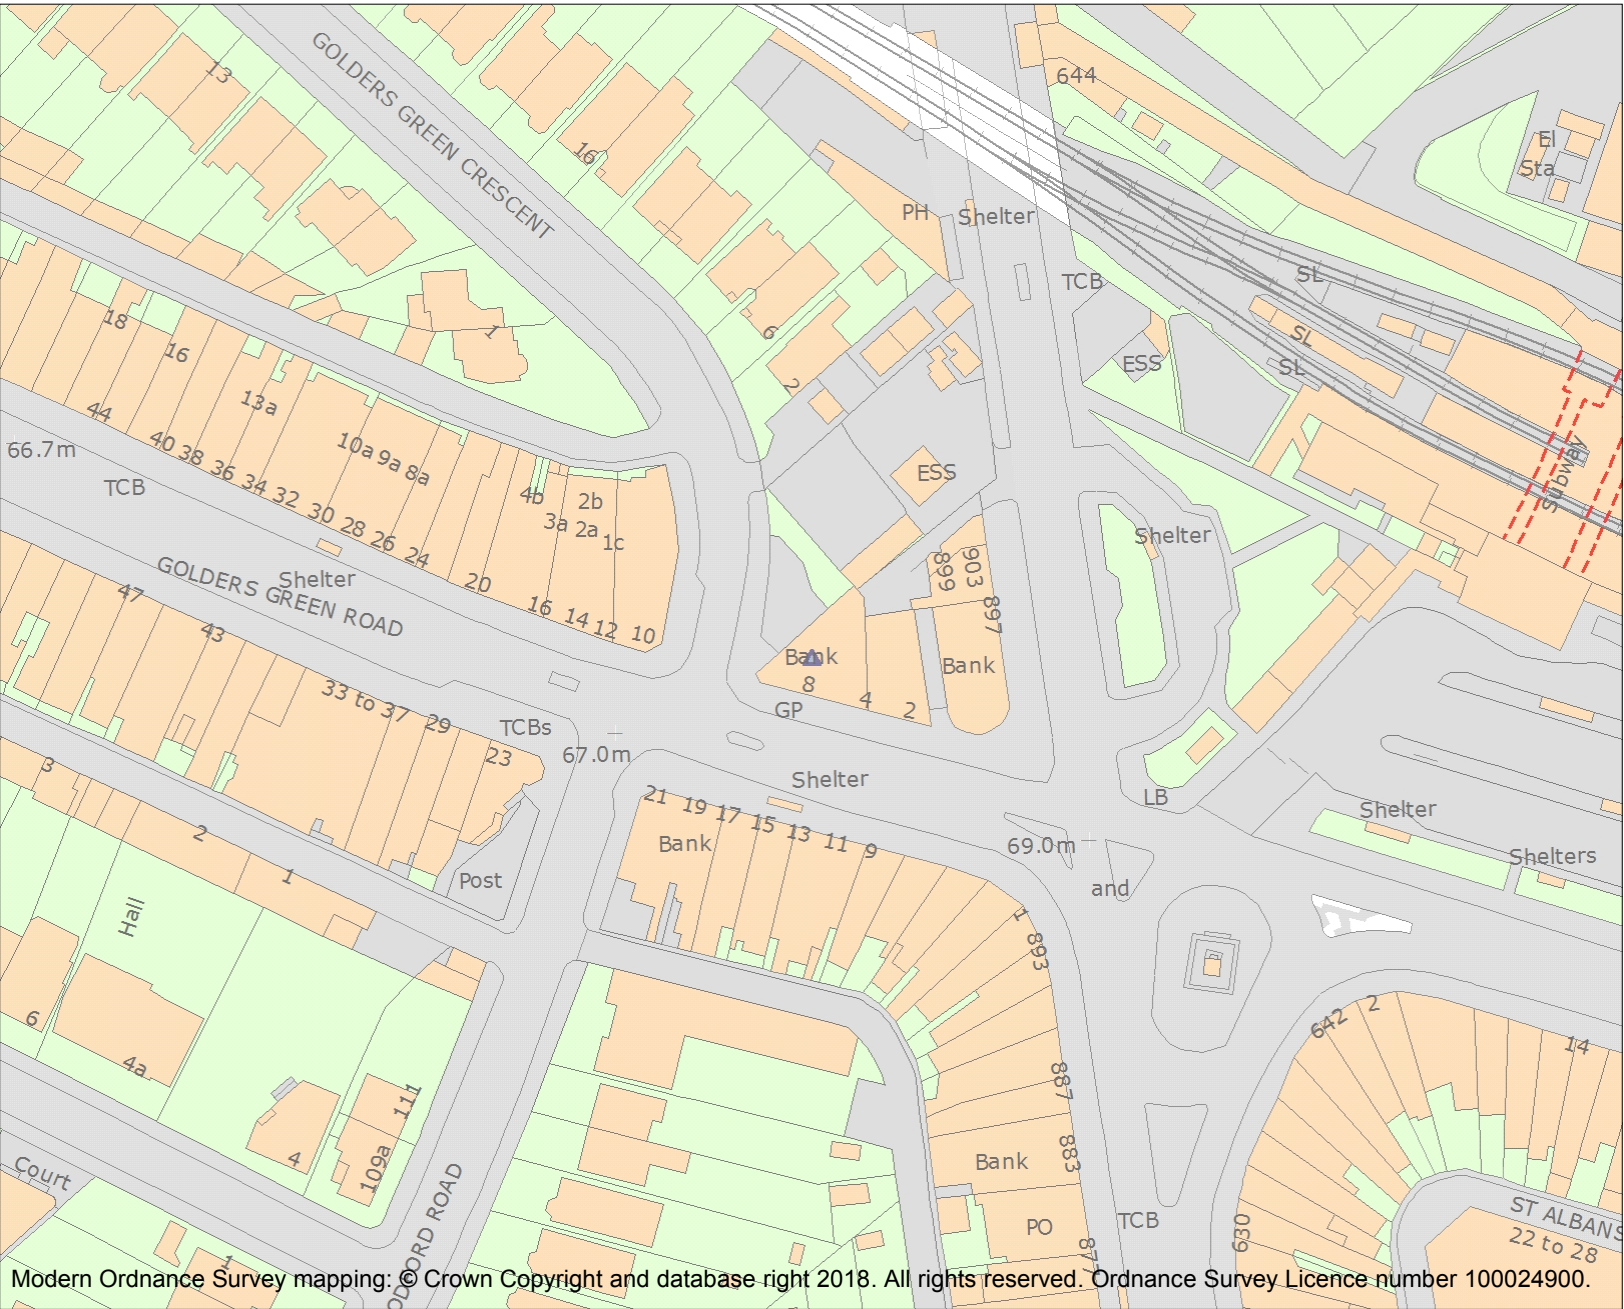 13
GOLDERS GREEN CRESCENT
16
644
El
Sta
PH
Shelter
TCB
SL
SL
SL
ESS
1
6
2
18
16
13a
10a 9a 8a
44
40 38 36 34 32 30 28 26 24 20 16 14 12 10
66.7m
TCB
4b
3a
2b
2a
1c
ESS
Subway
Shelter
899
903
897
Shelter
GOLDERS GREEN ROAD
47
43
33 to 37
29
23
TCBs
67.0m
Bank
8
4
2
Bank
GP
Shelter
LB
Shelter
Shelters
21 19 17 15 13 11 9
Bank
69.0m
and
3
2
1
Post
Hall
1
893
6
4a
4
111
109a
642
2
14
887
883
Bank
PO
TCB
877
630
Court
1
ODFORD ROAD
ST ALBANS
22 to 28
Modern Ordnance Survey mapping: © Crown Copyright and database right 2018. All rights reserved. Ordnance Survey Licence number 100024900.